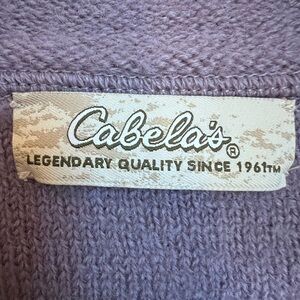 Cabela's®
LEGENDARY QUALITY SINCE 1961™